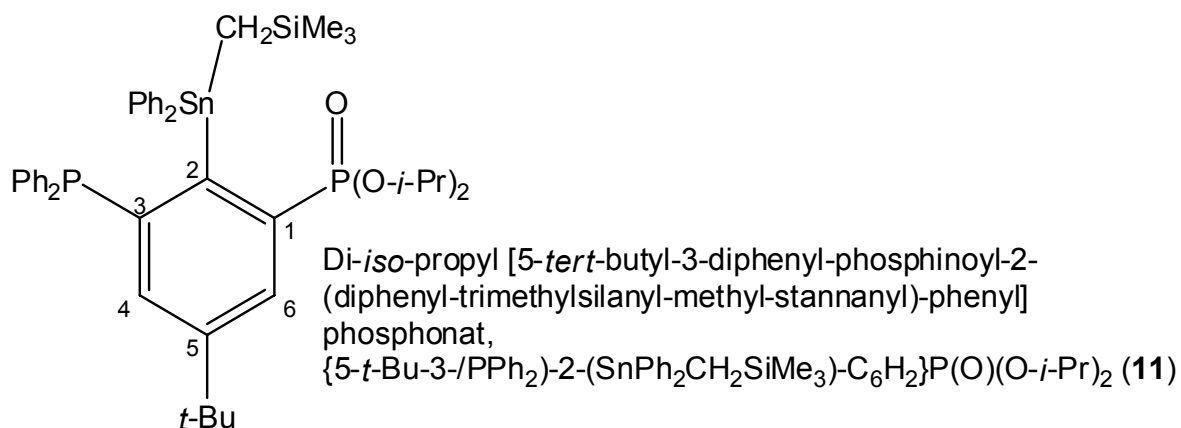 CH2SiMe3
Ph2Sn
O
2
Ph2P
P(O-i-Pr)2
3
1
4
6
5
t-Bu
Di-iso-propyl [5-tert-butyl-3-diphenyl-phosphinoyl-2-
(diphenyl-trimethylsilanyl-methyl-stannanyl)-phenyl]
phosphonat,
{5-t-Bu-3-/PPh2)-2-(SnPh2CH2SiMe3)-C6H2}P(O)(O-i-Pr)2 (11)